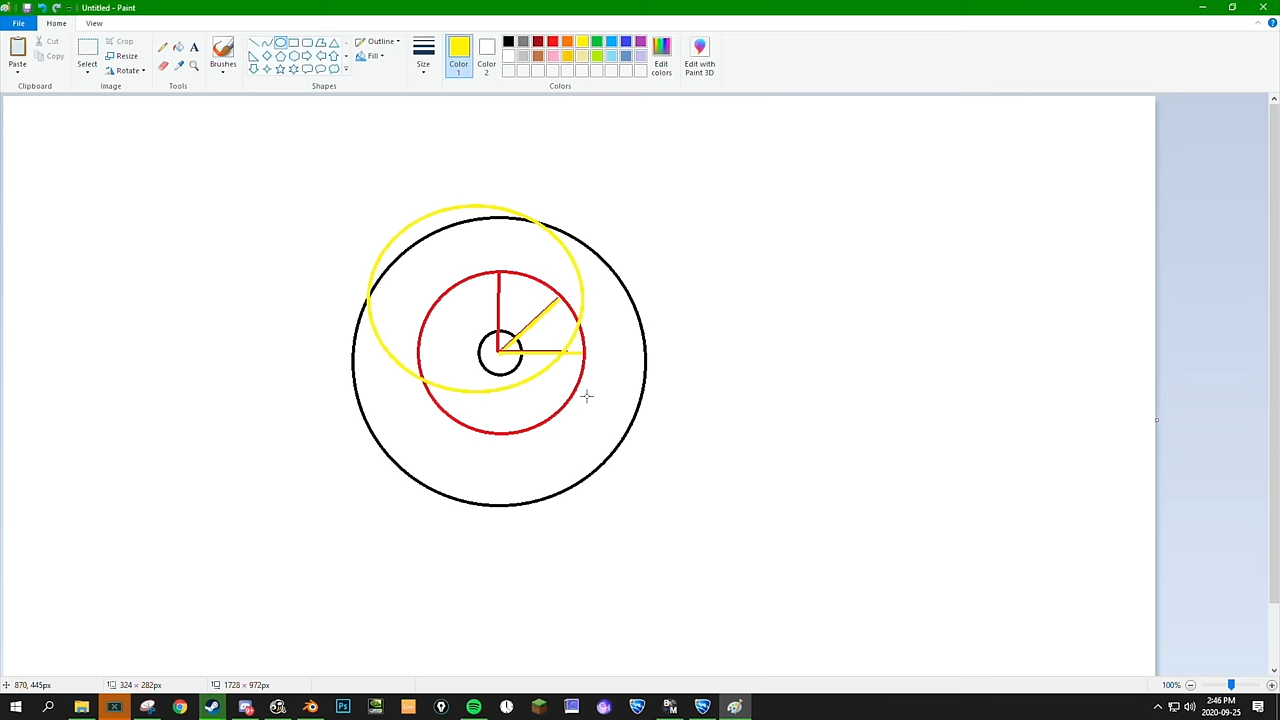 Untitled - Paint
File
Home
View
Paste
Cut
Copy
Clipboard
Select
Crop
Resize
Rotate
Image
A
Tools
Brushes
Outline
Fill
Shapes
Size
Color
1
Color
2
Edit
colors
Colors
Edit with
Paint 3D
870, 445px
324 × 282px
1728 × 972px
100%
Ps
2:46 PM
2020-09-25